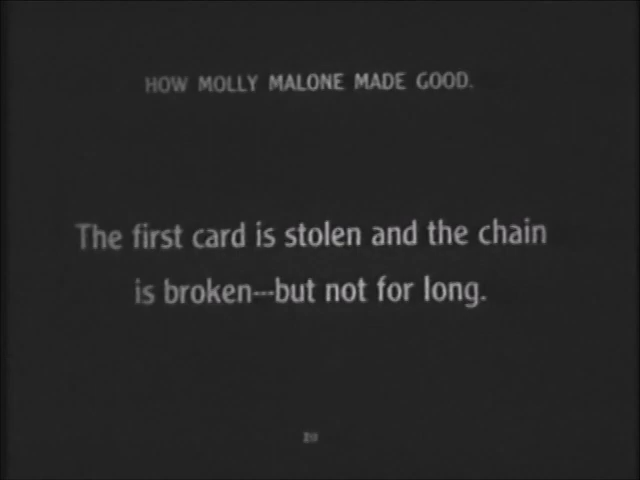 HOW MOLLY MALONE MADE GOOD.
The first card is stolen and the chain
is broken---but not for long.